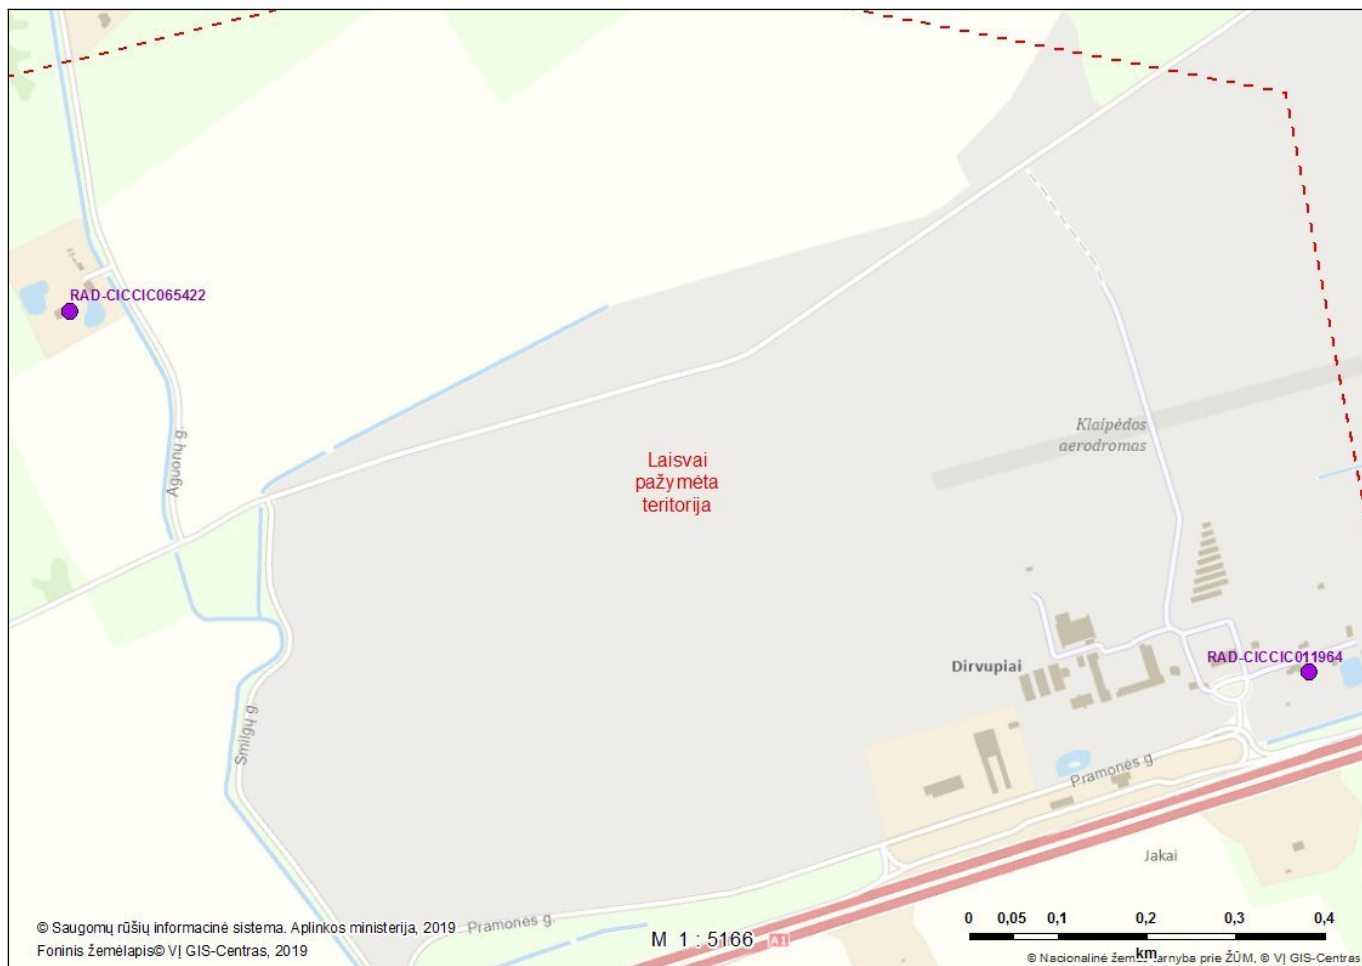 RAD-CICCIC065422
Klaipėdos
aerodromas
Aguonų g.
Laisvai
pažymėta
teritorija
RAD-CICCIC011964
Dirvupiai
Smilgų g.
Pramonės g.
Jakai
Pramonės g.
© Saugomų rūšių informacinė sistema. Aplinkos ministerija, 2019
Foninis žemėlapis© VĮ GIS-Centras, 2019
M 1 : 5166
A1
0 0,05 0,1 0,2 0,3 0,4
km
© Nacionalinė žemės tarnyba prie ŽŪM, © VĮ GIS-Centras